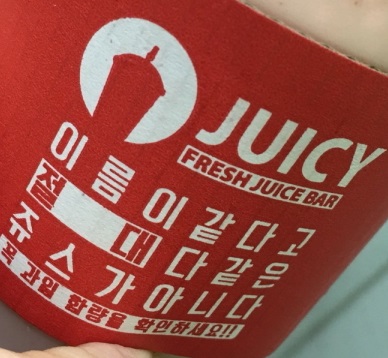 JUICY
FRESH JUICE BAR
이름이 같다고
절대 다 같은
쥬스가 아니다
꼭 과일 함량을 확인하세요!!